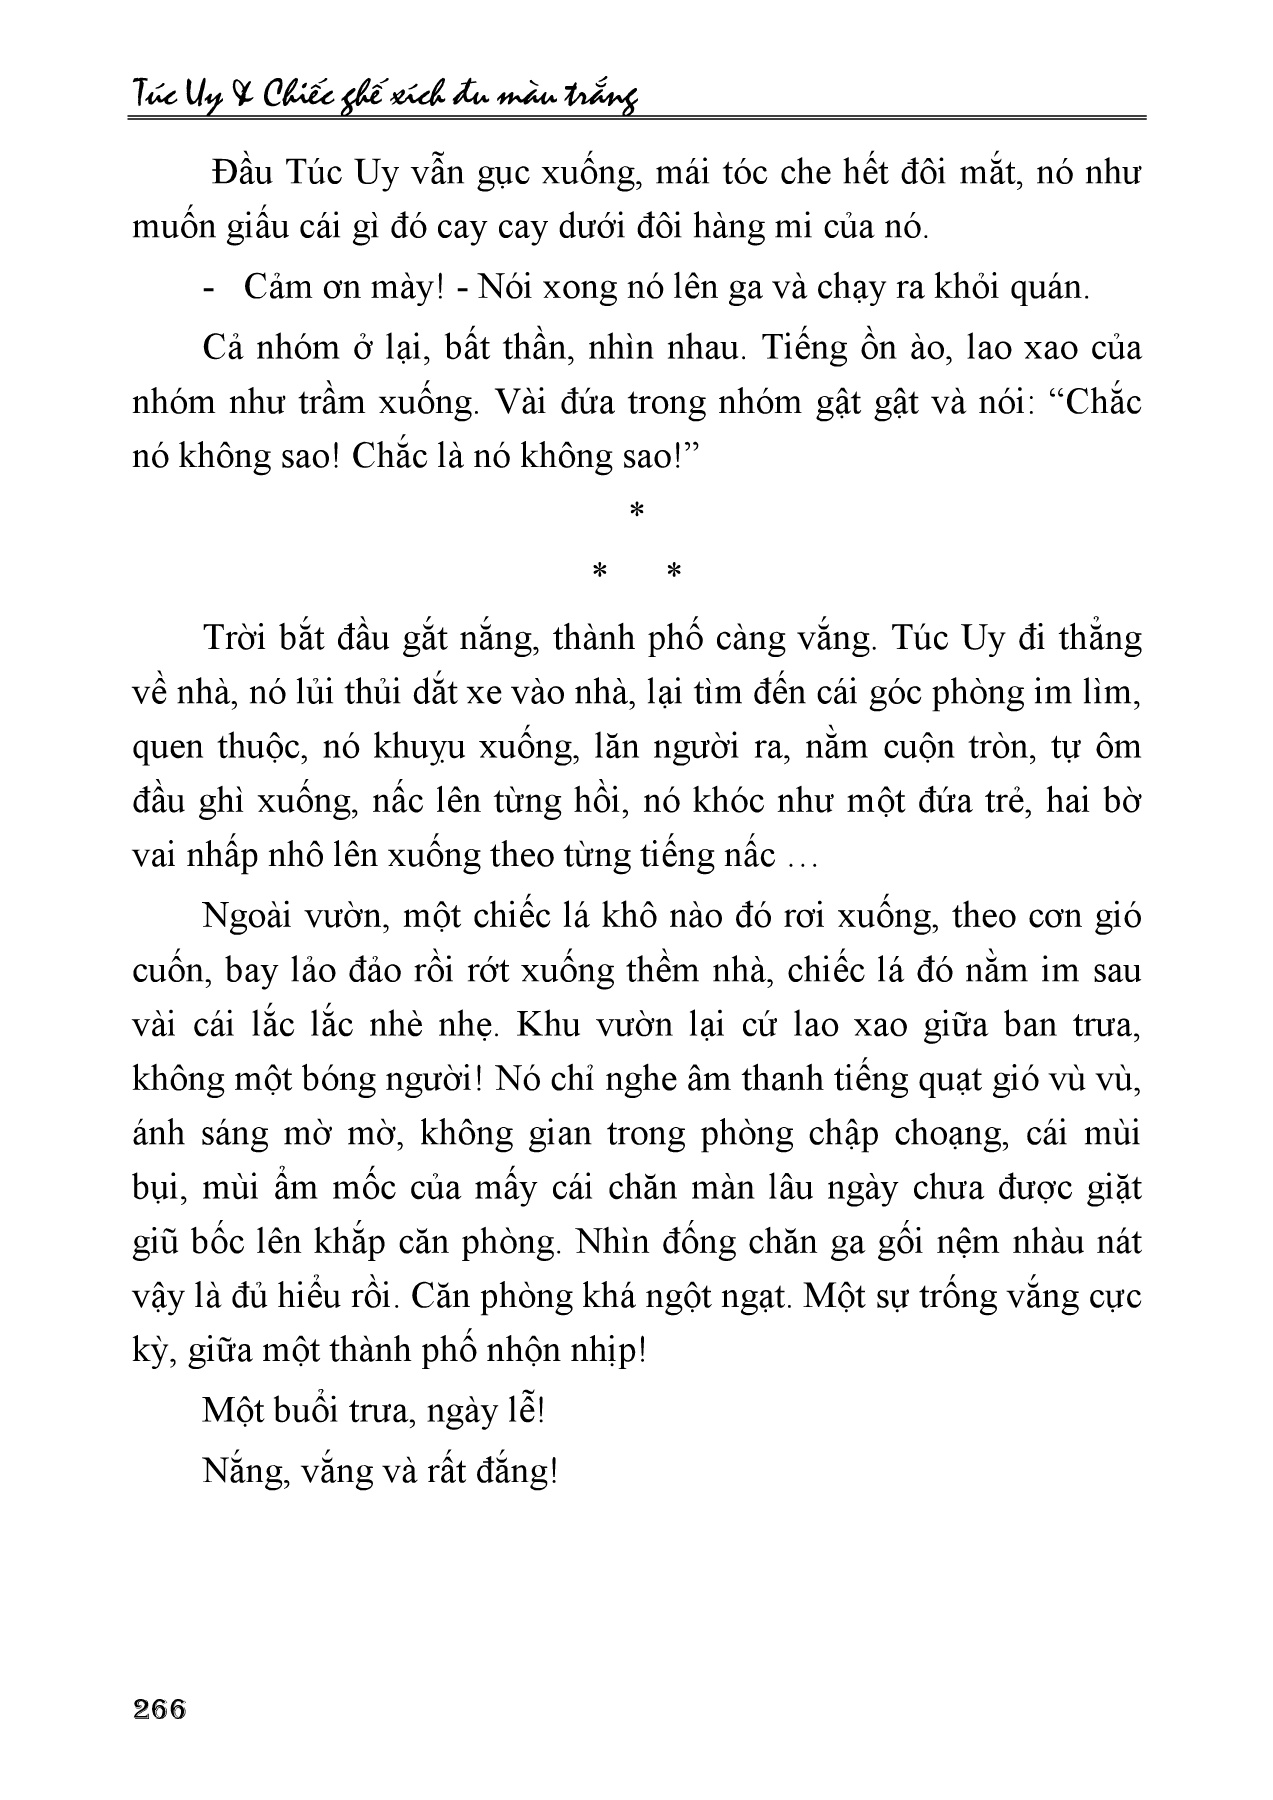 Túc Uy & Chiếc ghế xích đu màu trắng
Đầu Túc Uy vẫn gục xuống, mái tóc che hết đôi mắt, nó như
muốn giấu cái gì đó cay cay dưới đôi hàng mi của nó.
- Cảm ơn mày! - Nói xong nó lên ga và chạy ra khỏi quán.
Cả nhóm ở lại, bất thần, nhìn nhau. Tiếng ồn ào, lao xao của
nhóm như trầm xuống. Vài đứa trong nhóm gật gật và nói: “Chắc
nó không sao! Chắc là nó không sao!”
*
* *
Trời bắt đầu gắt nắng, thành phố càng vắng. Túc Uy đi thẳng
về nhà, nó lủi thủi dắt xe vào nhà, lại tìm đến cái góc phòng im lìm,
quen thuộc, nó khuỵu xuống, lăn người ra, nằm cuộn tròn, tự ôm
đầu ghì xuống, nấc lên từng hồi, nó khóc như một đứa trẻ, hai bờ
vai nhấp nhô lên xuống theo từng tiếng nấc …
Ngoài vườn, một chiếc lá khô nào đó rơi xuống, theo cơn gió
cuốn, bay lảo đảo rồi rớt xuống thềm nhà, chiếc lá đó nằm im sau
vài cái lắc lắc nhè nhẹ. Khu vườn lại cứ lao xao giữa ban trưa,
không một bóng người! Nó chỉ nghe âm thanh tiếng quạt gió vù vù,
ánh sáng mờ mờ, không gian trong phòng chập choạng, cái mùi
bụi, mùi ẩm mốc của mấy cái chăn màn lâu ngày chưa được giặt
giũ bốc lên khắp căn phòng. Nhìn đống chăn ga gối nệm nhàu nát
vậy là đủ hiểu rồi. Căn phòng khá ngột ngạt. Một sự trống vắng cực
kỳ, giữa một thành phố nhộn nhịp!
Một buổi trưa, ngày lễ!
Nắng, vắng và rất đắng!
266